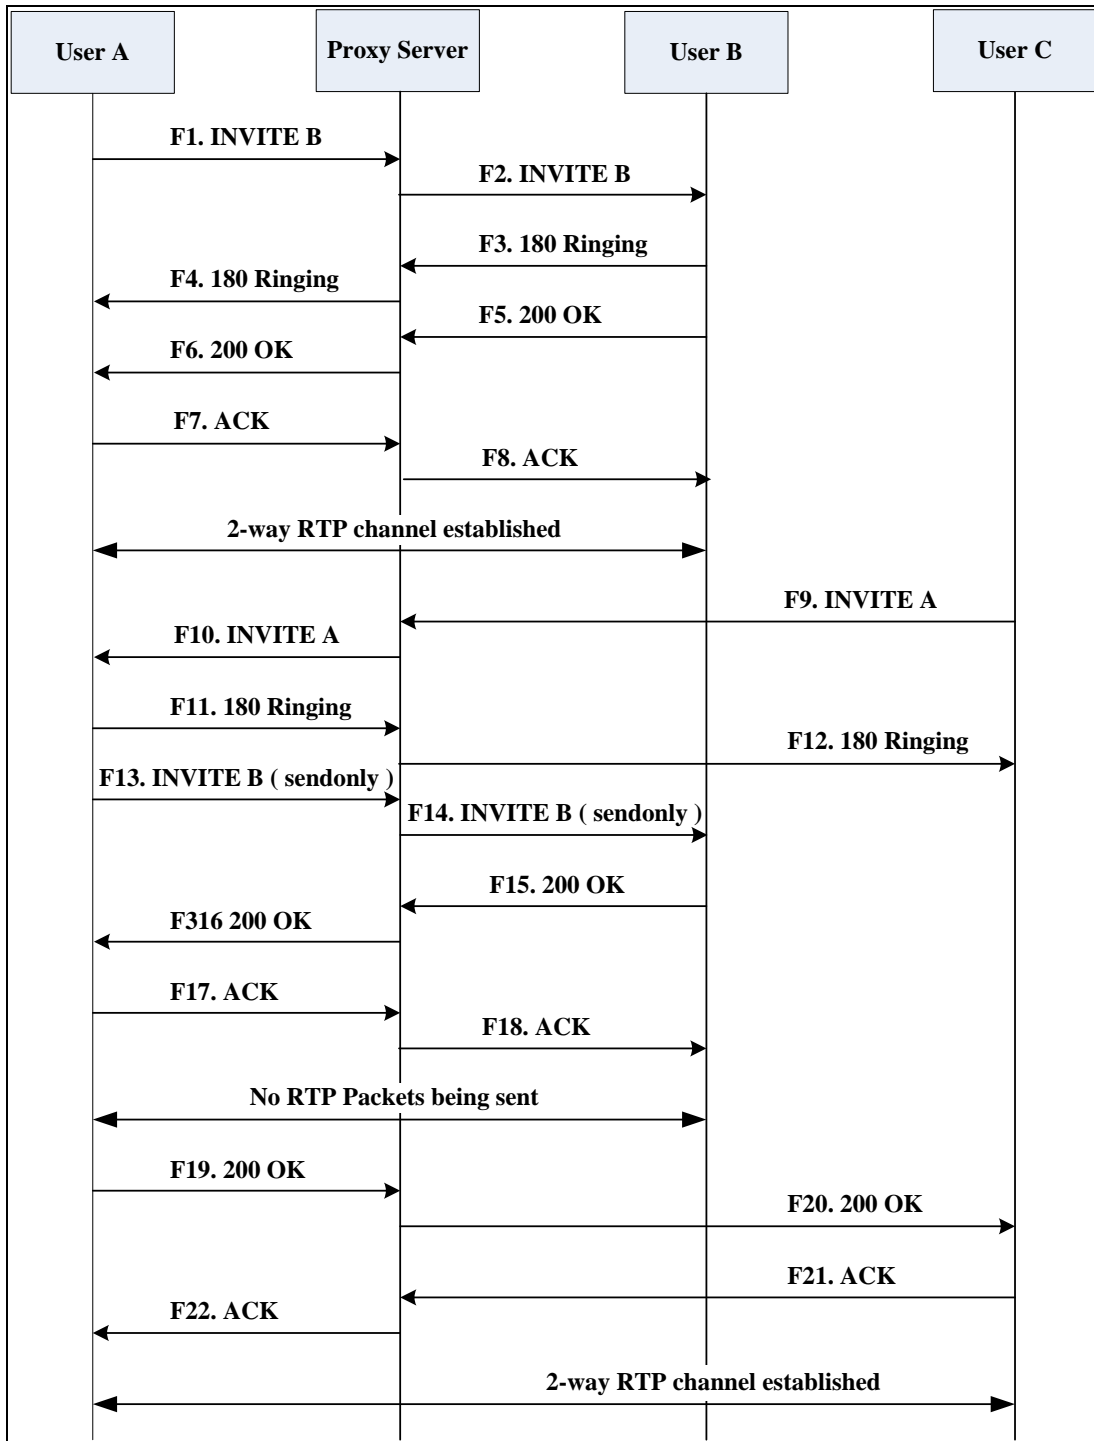 User A
Proxy Server
User B
User C
F1. INVITE B
F2. INVITE B
F3. 180 Ringing
F4. 180 Ringing
F5. 200 OK
F6. 200 OK
F7. ACK
F8. ACK
2-way RTP channel established
F9. INVITE A
F10. INVITE A
F11. 180 Ringing
F12. 180 Ringing
F13. INVITE B ( sendonly )
F14. INVITE B ( sendonly )
F15. 200 OK
F316 200 OK
F17. ACK
F18. ACK
No RTP Packets being sent
F19. 200 OK
F20. 200 OK
F21. ACK
F22. ACK
2-way RTP channel established